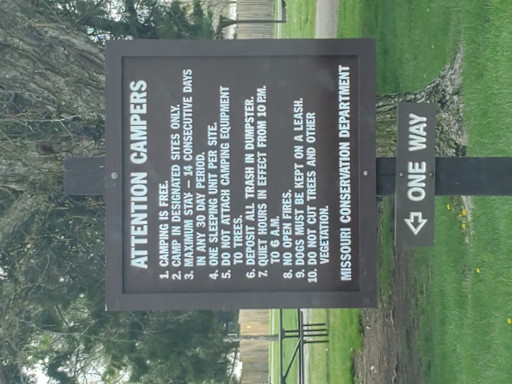 ATTENTION CAMPERS
1. CAMPING IS FREE.
2. CAMP IN DESIGNATED SITES ONLY.
3. MAXIMUM STAY — 14 CONSECUTIVE DAYS
IN ANY 30 DAY PERIOD.
4. ONE SLEEPING UNIT PER SITE.
5. DO NOT ATTACH CAMPING EQUIPMENT
TO TREES.
6. DEPOSIT ALL TRASH IN DUMPSTER.
7. QUIET HOURS IN EFFECT FROM 10 P.M.
TO 6 A.M.
8. NO OPEN FIRES.
9. DOGS MUST BE KEPT ON A LEASH.
10. DO NOT CUT TREES AND OTHER
VEGETATION.
MISSOURI CONSERVATION DEPARTMENT
ONE WAY